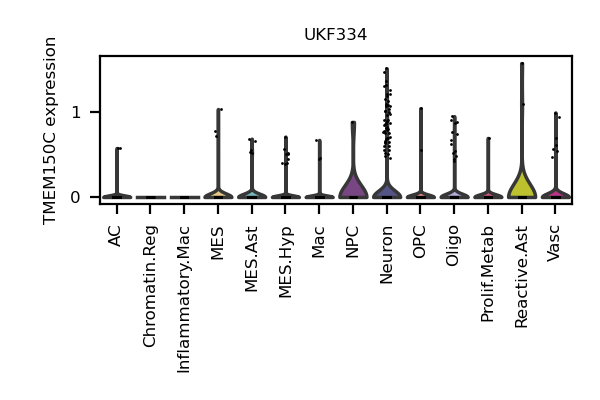 UKF334
TMEM150C expression
1
0
AC
Chromatin.Reg
Inflammatory.Mac
MES
MES.Ast
MES.Hyp
Mac
NPC
Neuron
OPC
Oligo
Prolif.Metab
Reactive.Ast
Vasc